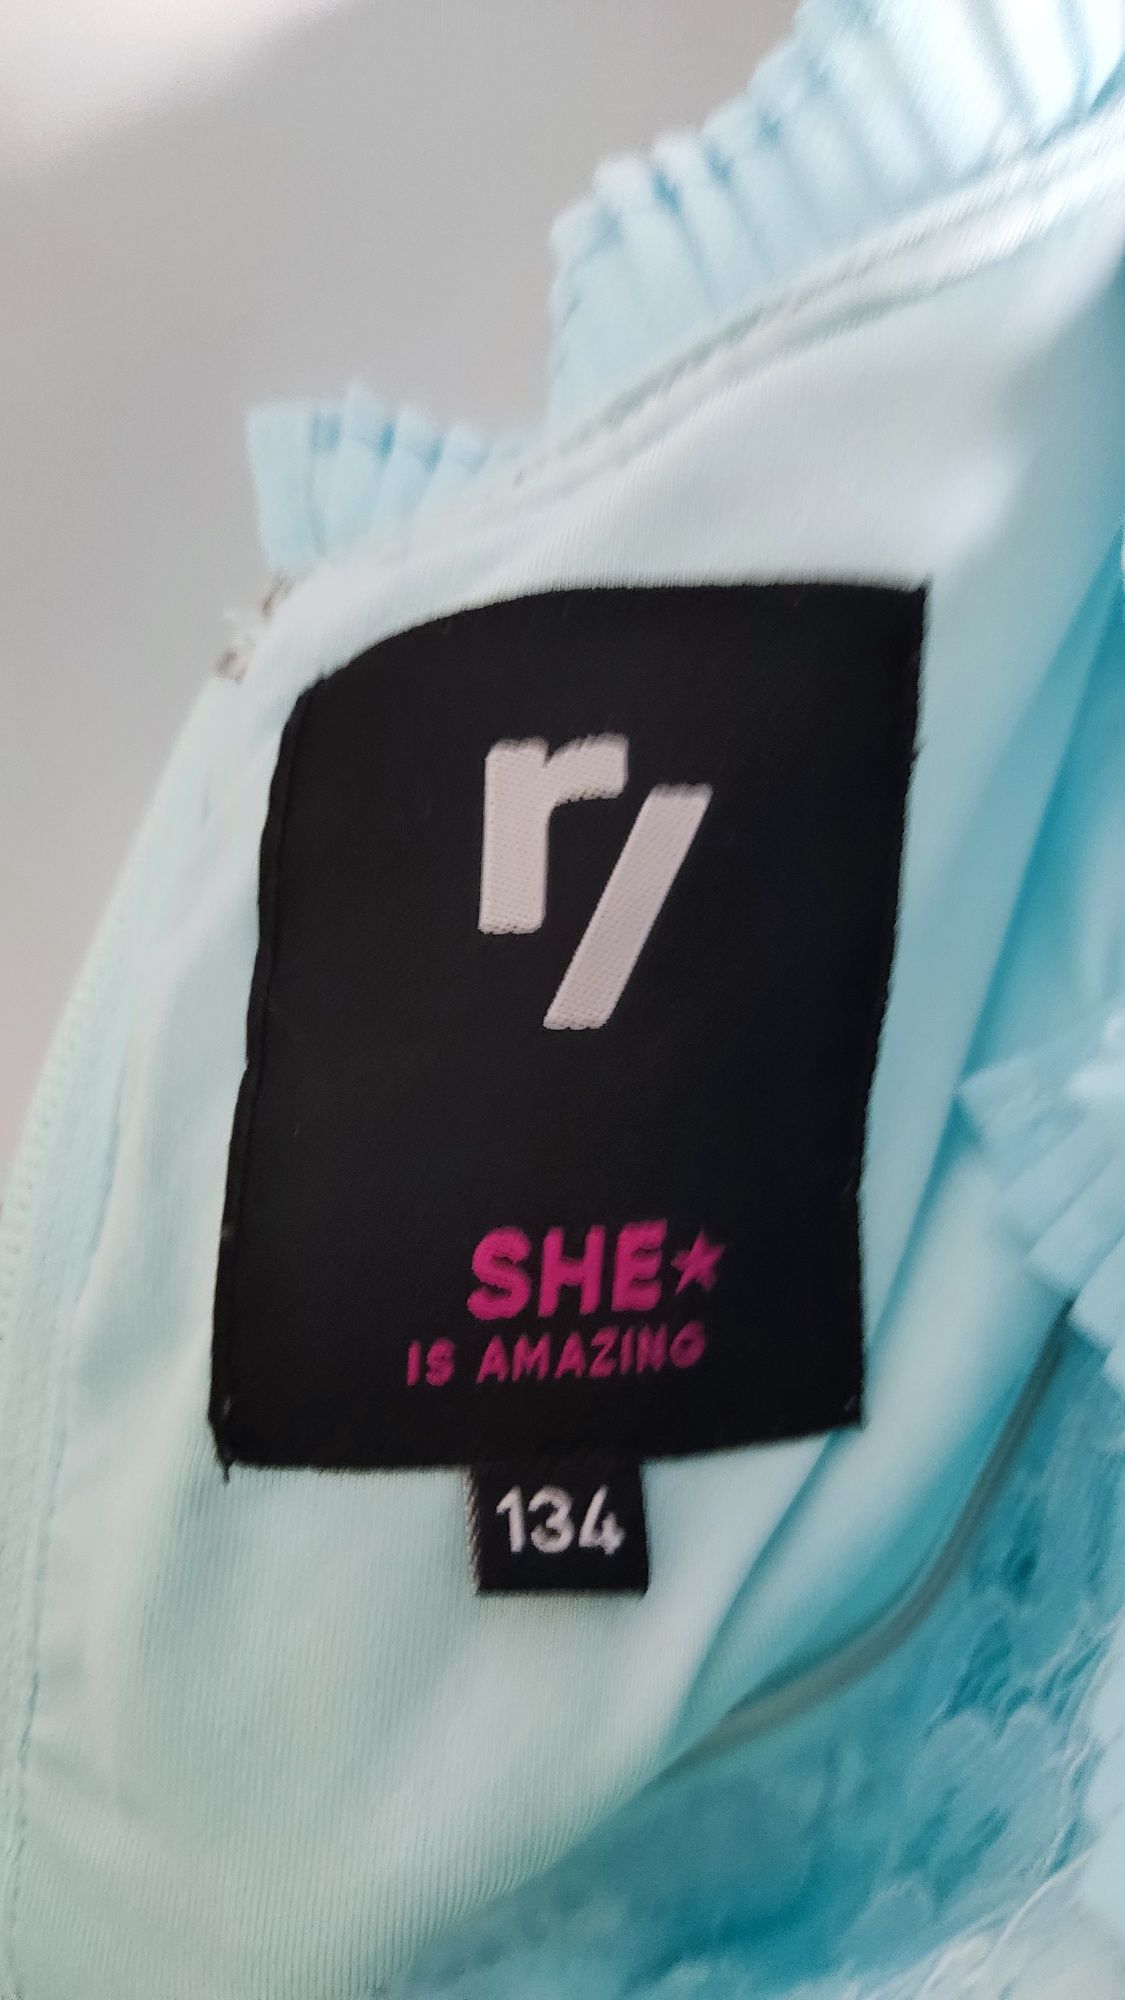 r/
SHE★
IS AMAZING
134